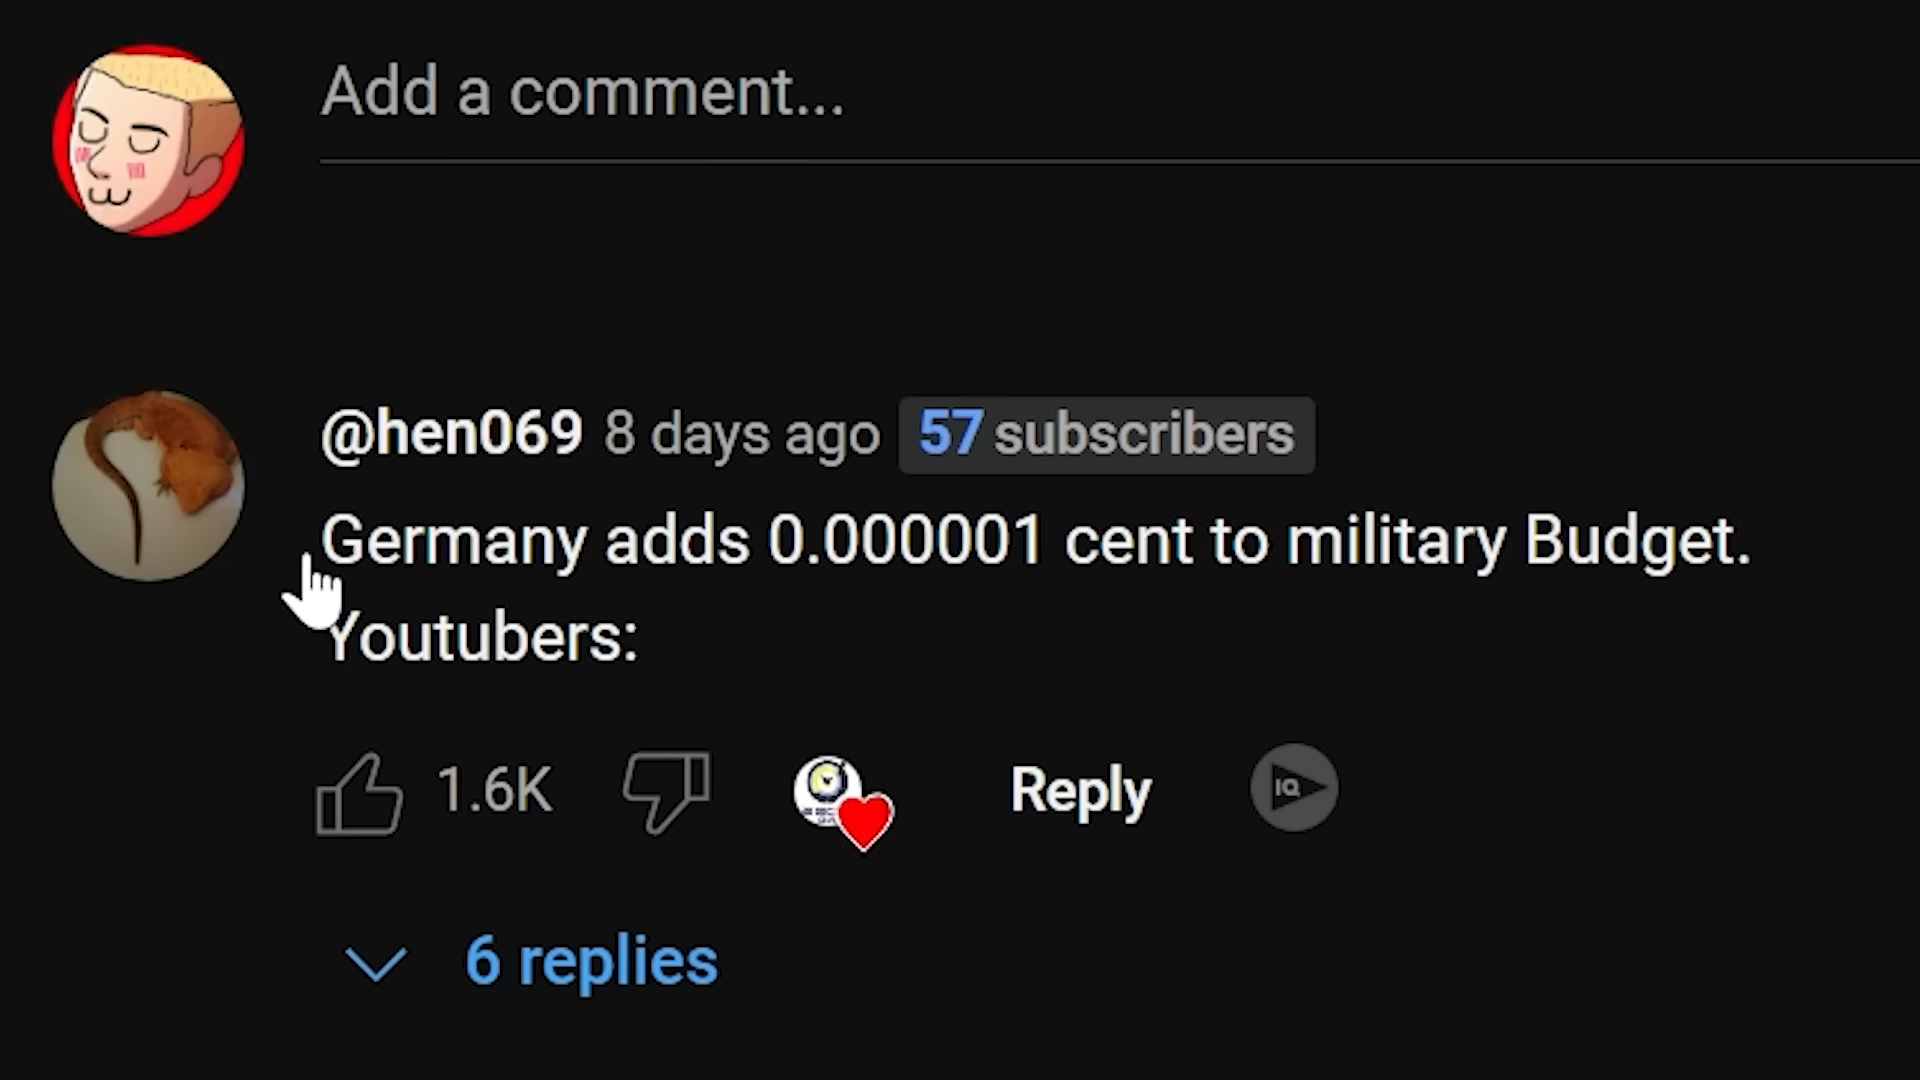 Add a comment...
@hen069 8 days ago 57 subscribers
Germany adds 0.000001 cent to military Budget.
Youtubers:
1.6K Reply IQ
6 replies